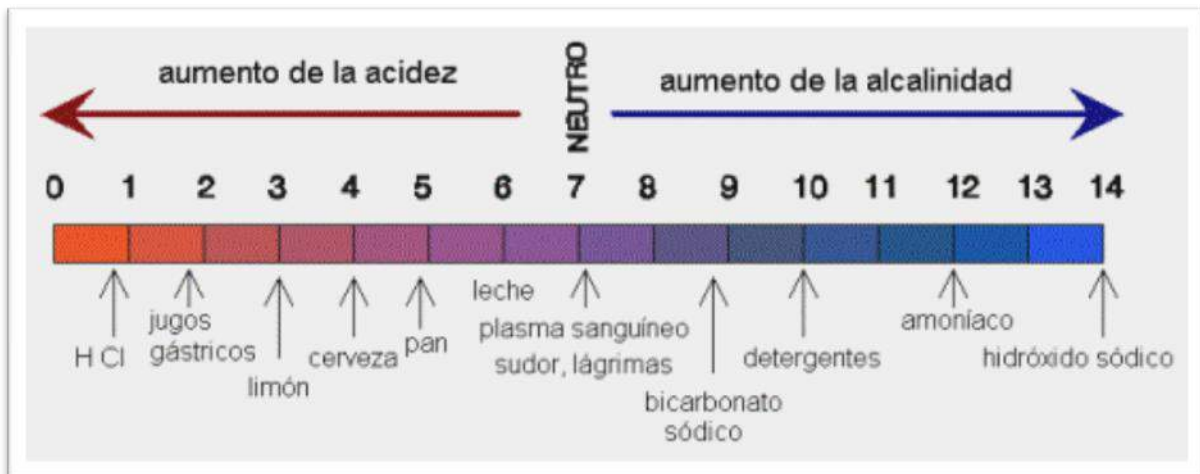 aumento de la acidez
NEUTRO
aumento de la alcalinidad
0 1 2 3 4 5 6 7 8 9 10 11 12 13 14
H Cl
jugos
gástricos
limón
cerveza
pan
leche
plasma sanguíneo
sudor, lágrimas
bicarbonato
sódico
detergentes
amoníaco
hidróxido sódico